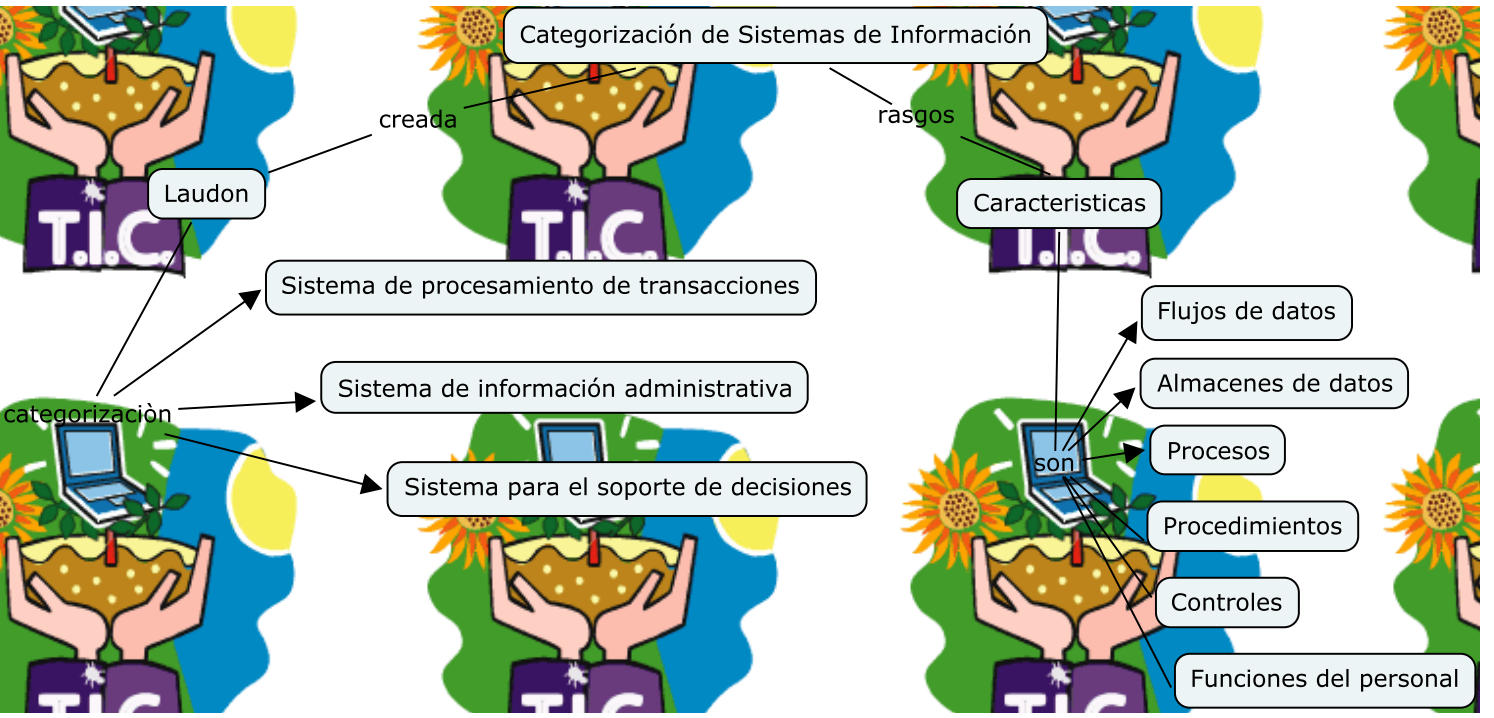 Categorización de Sistemas de Información
creada
rasgos
Laudon
Caracteristicas
T.I.C.
T.I.C.
T.I.C.
Sistema de procesamiento de transacciones
Flujos de datos
Sistema de información administrativa
Almacenes de datos
categorizaciòn
Procesos
son
Sistema para el soporte de decisiones
Procedimientos
Controles
Funciones del personal
T.I.C.
T.I.C.
T.I.C.